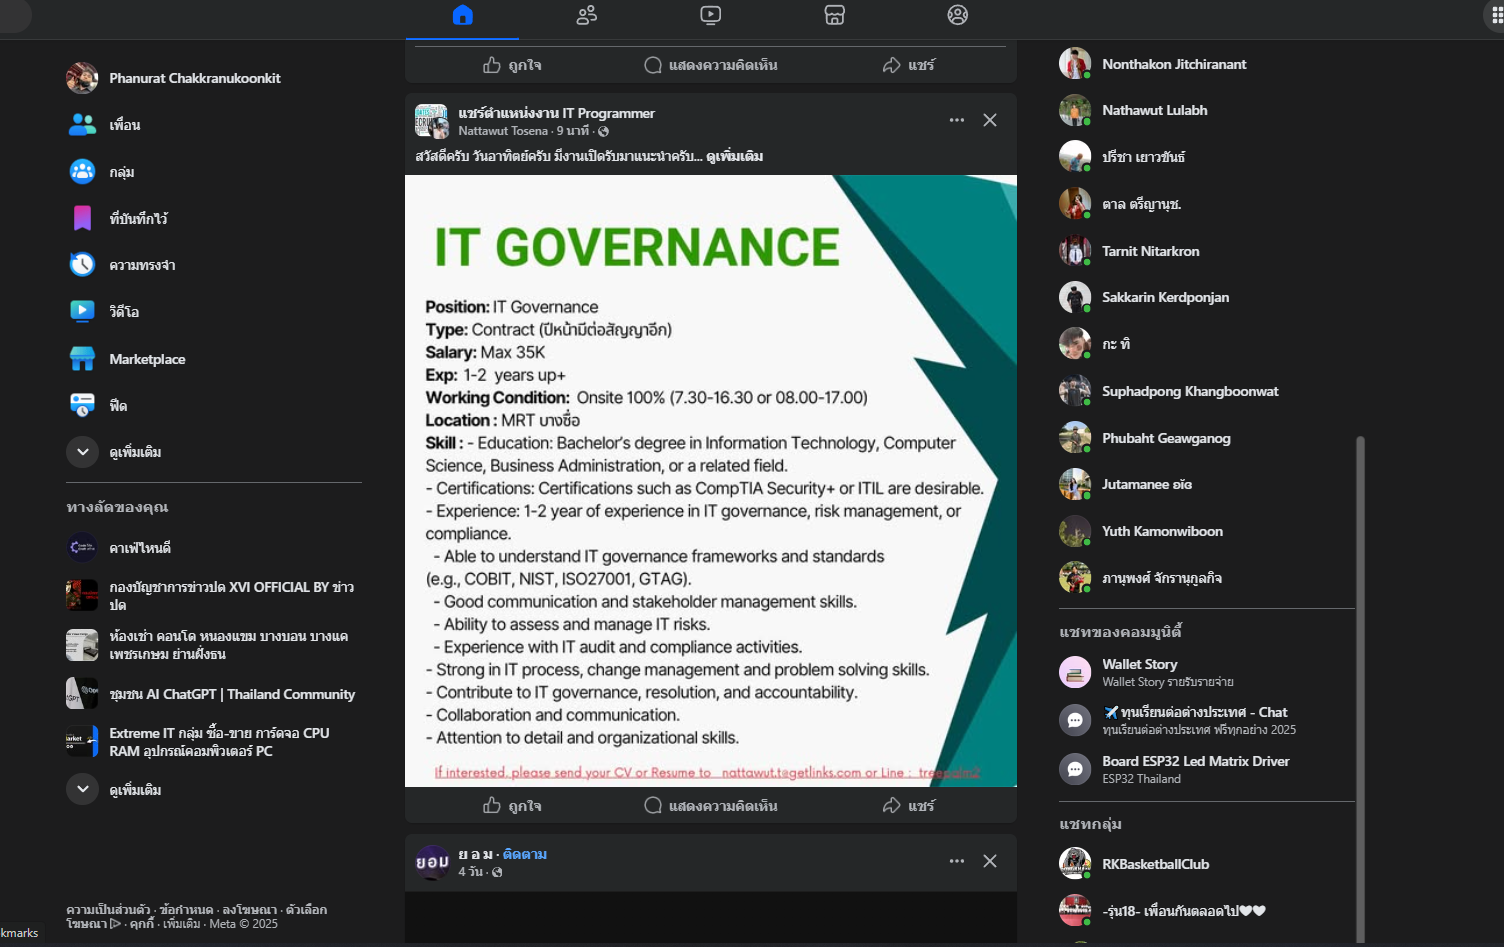 Phanurat Chakkranukoonkit
เพื่อน
กลุ่ม
ที่บันทึกไว้
ความทรงจำ
วิดีโอ
Marketplace
ฟีด
ดูเพิ่มเติม
ทางลัดของคุณ
คาเฟ่ไหนดี
กองบัญชาการข่าวปด XVI OFFICIAL BY ข่าว
ปด
ห้องเช่า คอนโด หนองแขม บางบอน บางแค
เพชรเกษม ย่านฝั่งธน
ชุมชน AI ChatGPT | Thailand Community
Extreme IT กลุ่ม ซื้อ-ขาย การ์ดจอ CPU
RAM อุปกรณ์คอมพิวเตอร์ PC
ดูเพิ่มเติม
ความเป็นส่วนตัว · ข้อกำหนด · ลงโฆษณา · ตัวเลือก
โฆษณา · คุกกี้ · เพิ่มเติม · Meta © 2025
kmarks
ถูกใจ
แสดงความคิดเห็น
แชร์
แชร์ตำแหน่งงาน IT Programmer
Nattawut Tosena · 9 นาที ·
สวัสดีครับ วันอาทิตย์ครับ มีงานเปิดรับมาแนะนำครับ... ดูเพิ่มเติม
IT GOVERNANCE
Position: IT Governance
Type: Contract (ปีหน้ามีต่อสัญญาอีก)
Salary: Max 35K
Exp: 1-2 years up+
Working Condition: Onsite 100% (7.30-16.30 or 08.00-17.00)
Location : MRT บางซื่อ
Skill : - Education: Bachelor's degree in Information Technology, Computer
Science, Business Administration, or a related field.
- Certifications: Certifications such as CompTIA Security+ or ITIL are desirable.
- Experience: 1-2 year of experience in IT governance, risk management, or
compliance.
- Able to understand IT governance frameworks and standards
(e.g., COBIT, NIST, ISO27001, GTAG).
- Good communication and stakeholder management skills.
- Ability to assess and manage IT risks.
- Experience with IT audit and compliance activities.
- Strong in IT process, change management and problem solving skills.
- Contribute to IT governance, resolution, and accountability.
- Collaboration and communication.
- Attention to detail and organizational skills.
If interested, please send your CV or Resume to nattawut.t@getlinks.com or Line : treepalm2
ถูกใจ
แสดงความคิดเห็น
แชร์
ยอม
ย อ ม · ติดตาม
4 วัน ·
Nonthakon Jitchiranant
Nathawut Lulabh
ปรีชา เยาวขันธ์
ตาล ตรีญานุช.
Tarnit Nitarkron
Sakkarin Kerdponjan
กะ ทิ
Suphadpong Khangboonwat
Phubaht Geawganog
Jutamanee
Yuth Kamonwiboon
ภานุพงศ์ จักรานุกูลกิจ
แชทของคอมมูนิตี้
Wallet Story
Wallet Story รายรับรายจ่าย
✈️ทุนเรียนต่อต่างประเทศ - Chat
ทุนเรียนต่อต่างประเทศ ฟรีทุกอย่าง 2025
Board ESP32 Led Matrix Driver
ESP32 Thailand
แชทกลุ่ม
RKBasketballClub
-รุ่น18- เพื่อนกันตลอดไป🤍🤍